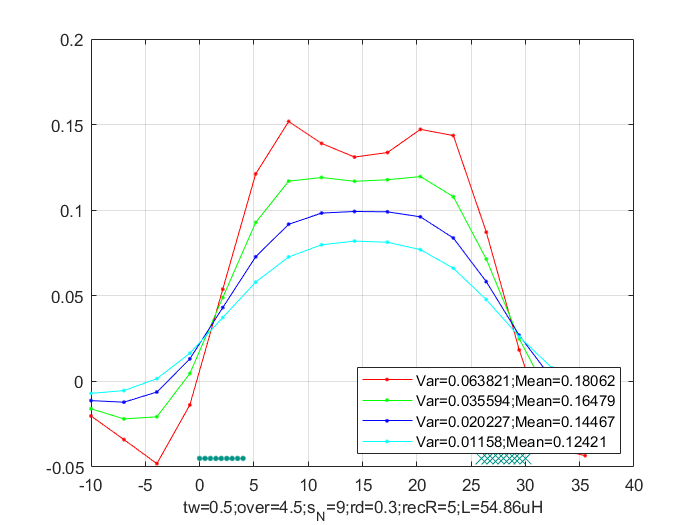 0.2
0.15
0.1
0.05
0
-0.05
Var=0.063821;Mean=0.18062
Var=0.035594;Mean=0.16479
Var=0.020227;Mean=0.14467
Var=0.01158;Mean=0.12421
-10 -5 0 5 10 15 20 25 30 35 40
tw=0.5;over=4.5;s_N=9;rd=0.3;recR=5;L=54.86uH